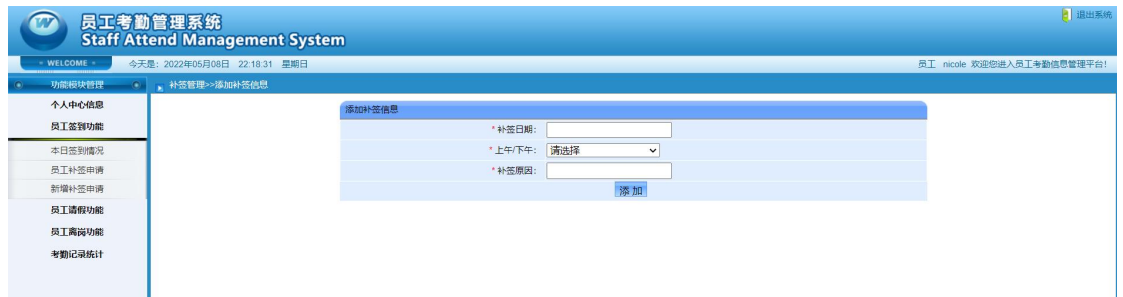 员工考勤管理系统
Staff Attend Management System
退出系统
WELCOME
今天是: 2022年05月08日 22:18:31 星期日
员工 nicole 欢迎您进入员工考勤信息管理平台!
功能模块管理
补签管理>>添加补签信息
个人中心信息
员工签到功能
本日签到情况
员工补签申请
新增补签申请
员工请假功能
员工离岗功能
考勤记录统计
添加补签信息
* 补签日期:
* 上午/下午: 请选择
* 补签原因:
添 加